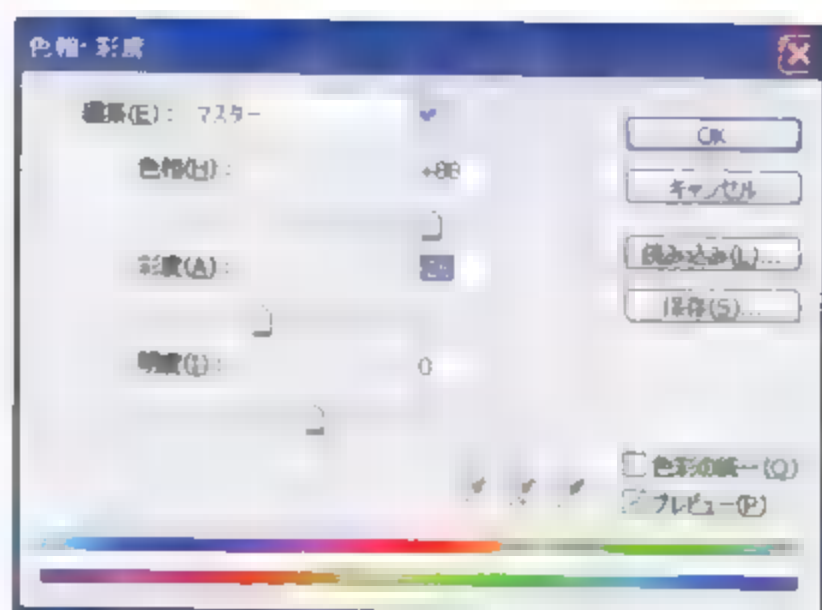 色相・彩度
編集(E): マスター
OK
色相(H):
キャンセル
彩度(A):
読み込み(L)...
保存(S)...
明度(I):
0
色彩の統一(O)
プレビュー(P)